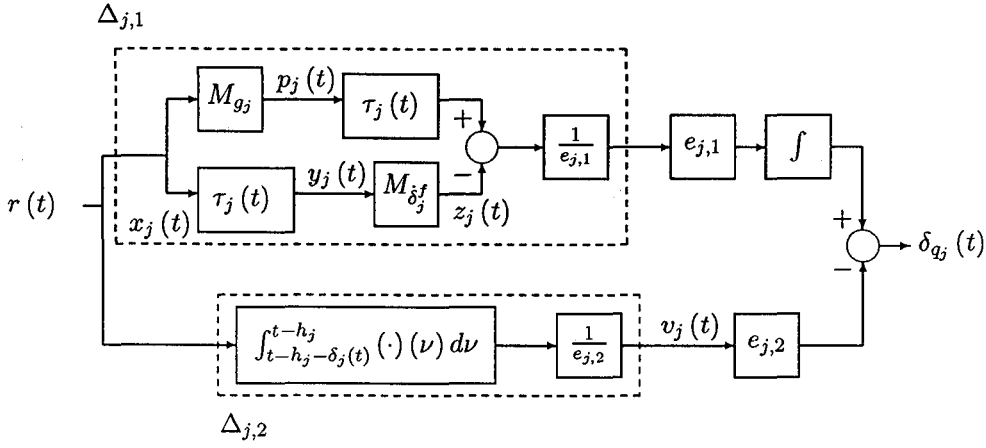 Δ_{j,1}
M_{g_j}
p_j (t)
τ_j (t)
+
−
1/e_{j,1}
e_{j,1}
∫
r (t)
x_j (t)
τ_j (t)
y_j (t)
M_{δ̇_j^f}
z_j (t)
+
−
δ_{q_j} (t)
∫_{t−h_j−δ_j(t)}^{t−h_j} (·) (ν) dν
1/e_{j,2}
v_j (t)
e_{j,2}
Δ_{j,2}